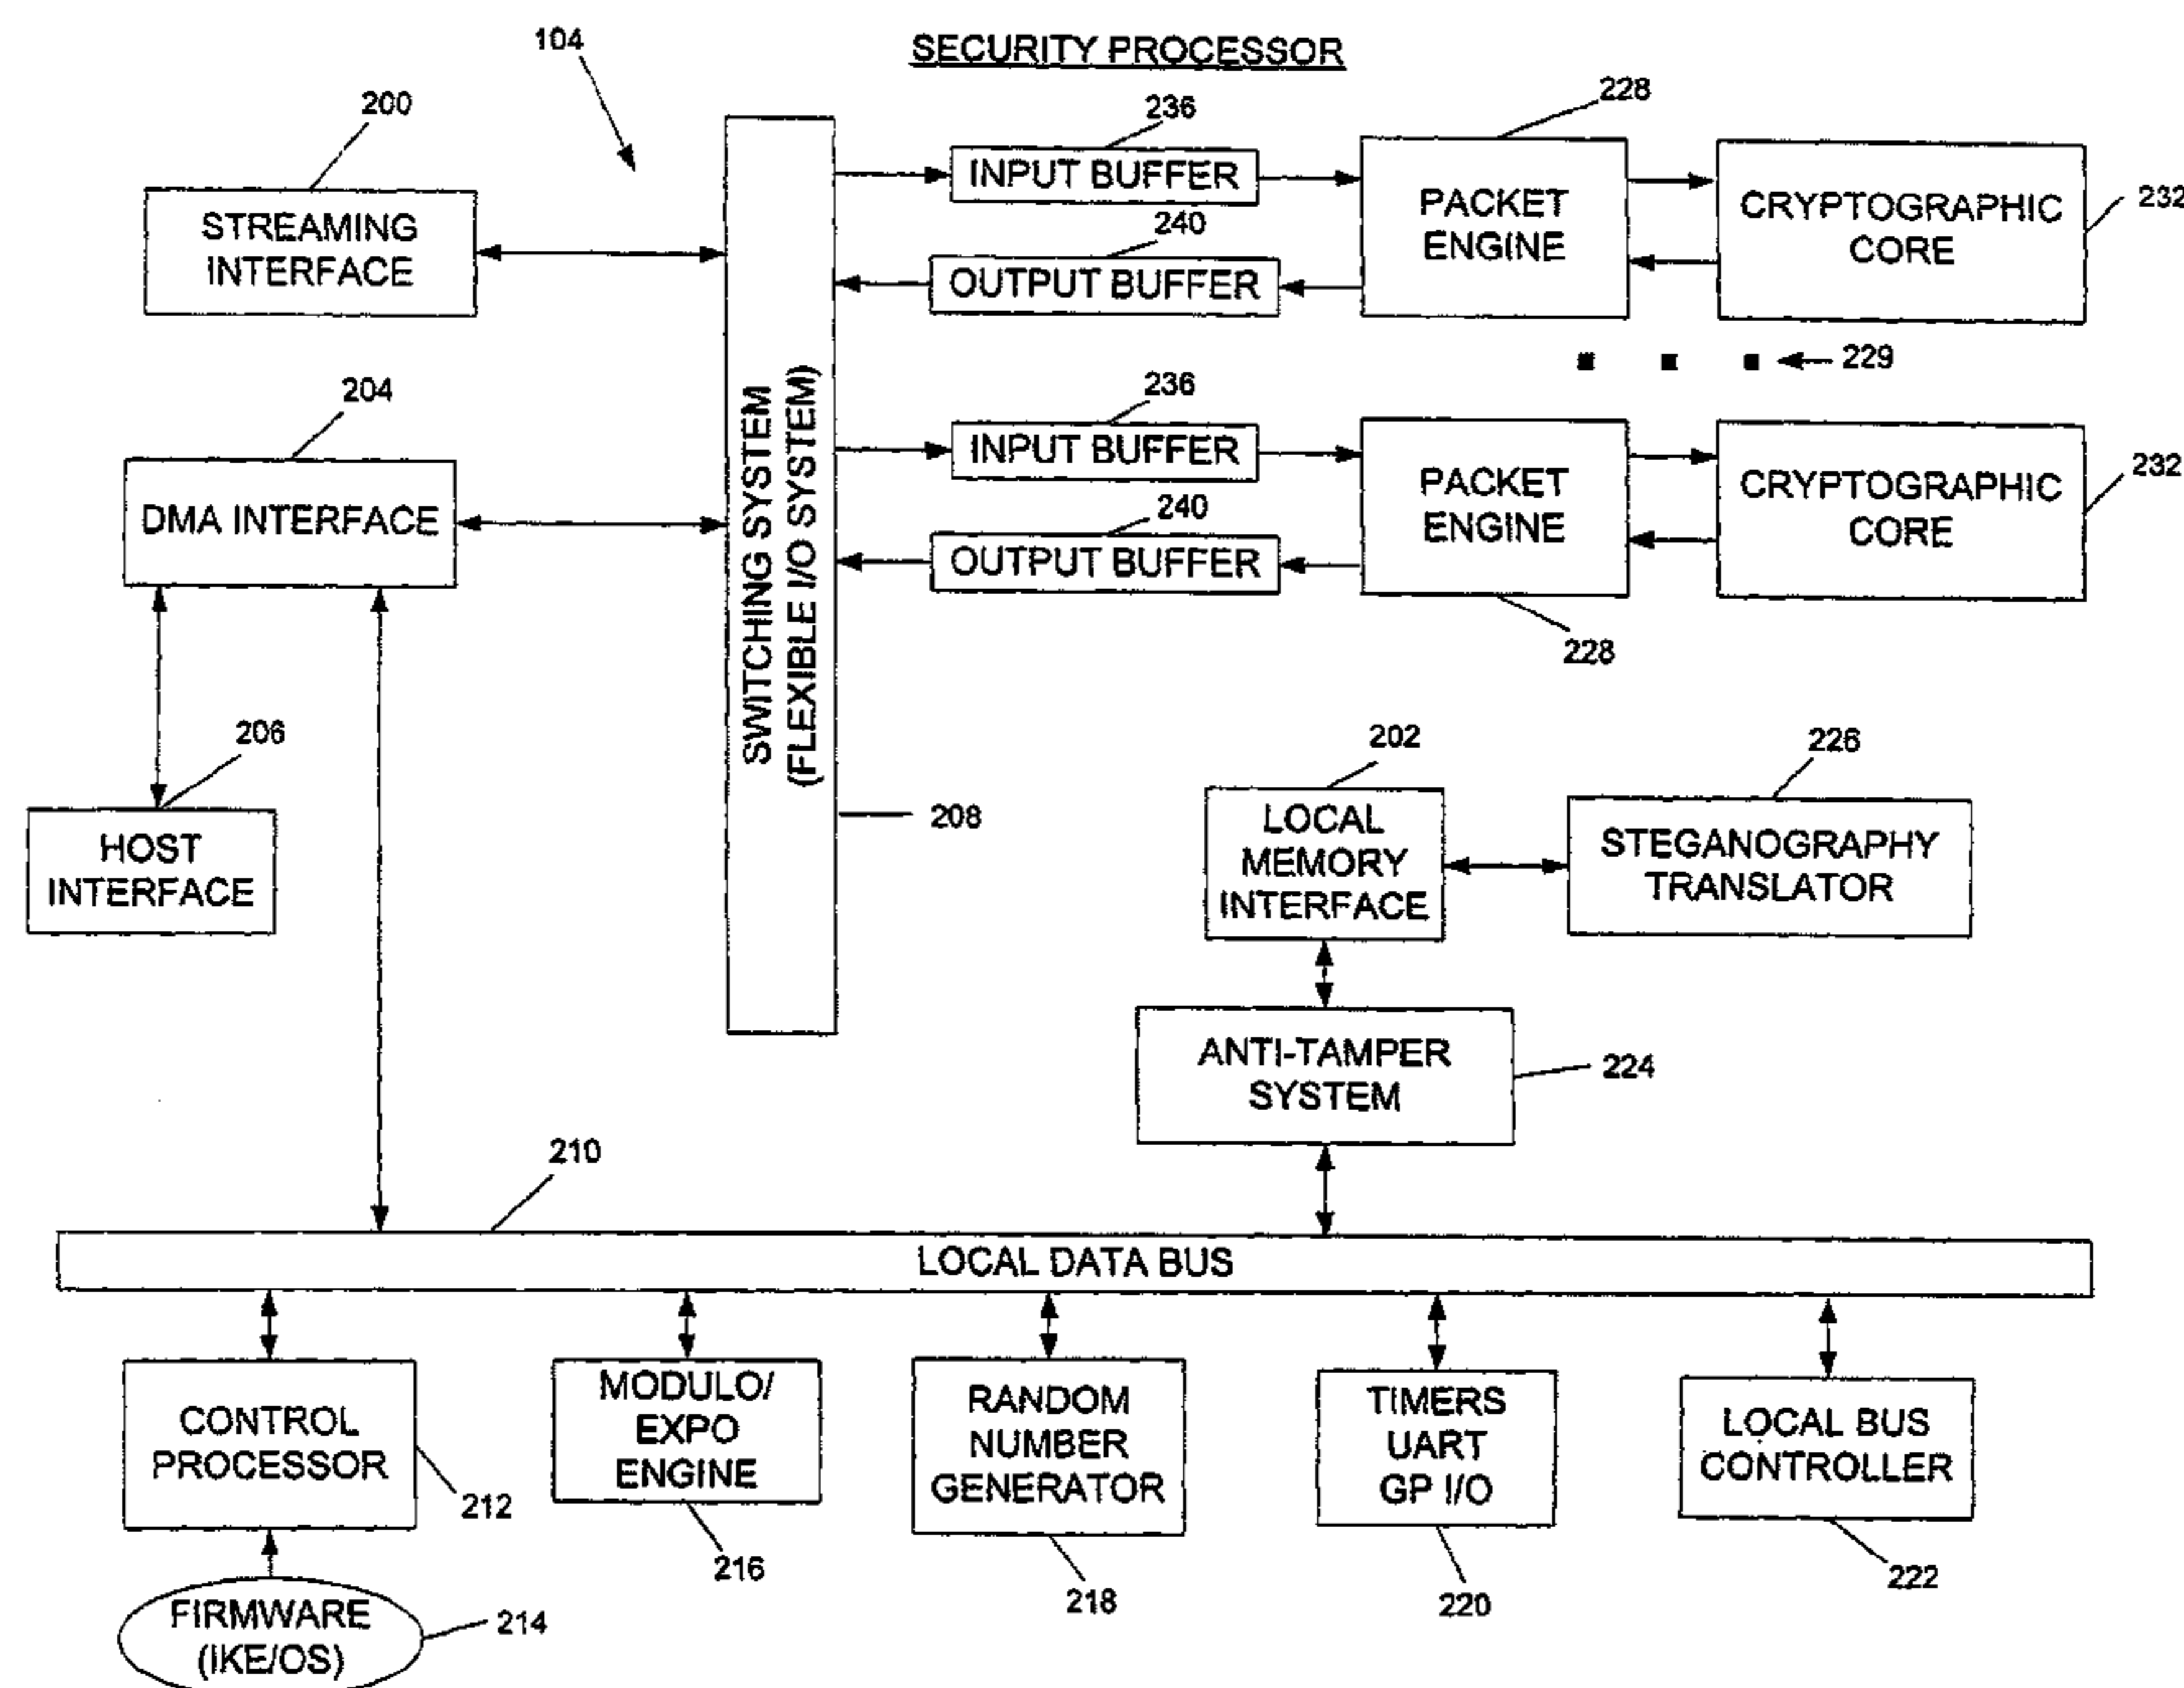 104
SECURITY PROCESSOR
200
STREAMING
INTERFACE
236
INPUT BUFFER
228
PACKET
ENGINE
CRYPTOGRAPHIC
CORE
232
240
OUTPUT BUFFER
229
204
DMA INTERFACE
SWITCHING SYSTEM
(FLEXIBLE I/O SYSTEM)
236
INPUT BUFFER
PACKET
ENGINE
CRYPTOGRAPHIC
CORE
232
240
OUTPUT BUFFER
228
206
HOST
INTERFACE
208
202
LOCAL
MEMORY
INTERFACE
226
STEGANOGRAPHY
TRANSLATOR
ANTI-TAMPER
SYSTEM
224
210
LOCAL DATA BUS
CONTROL
PROCESSOR
212
MODULO/
EXPO
ENGINE
216
RANDOM
NUMBER
GENERATOR
218
TIMERS
UART
GP I/O
220
LOCAL BUS
CONTROLLER
222
FIRMWARE
(IKE/OS)
214